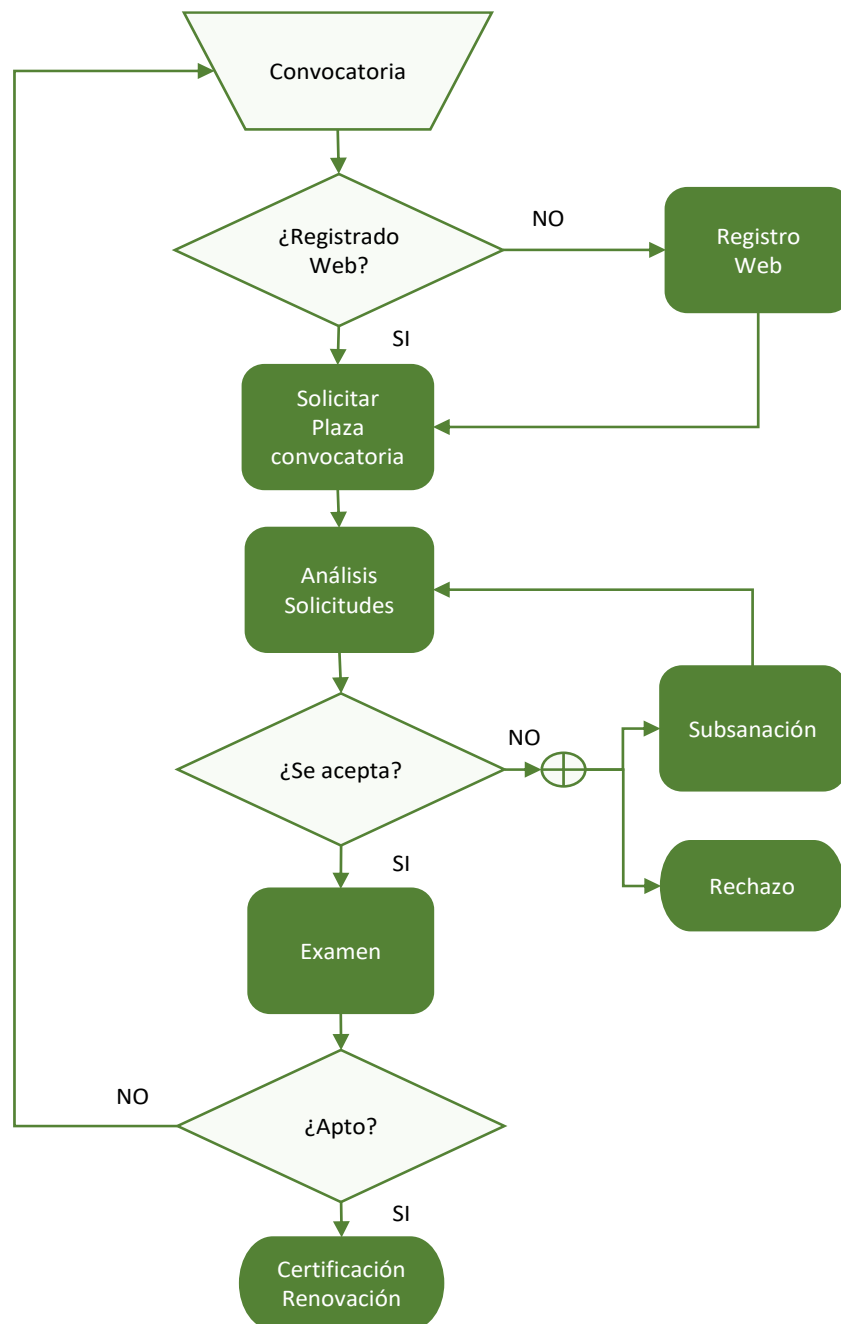 Convocatoria
¿Registrado
Web?
NO
Registro
Web
SI
Solicitar
Plaza
convocatoria
Análisis
Solicitudes
¿Se acepta?
NO
Subsanación
Rechazo
SI
Examen
NO
¿Apto?
SI
Certificación
Renovación